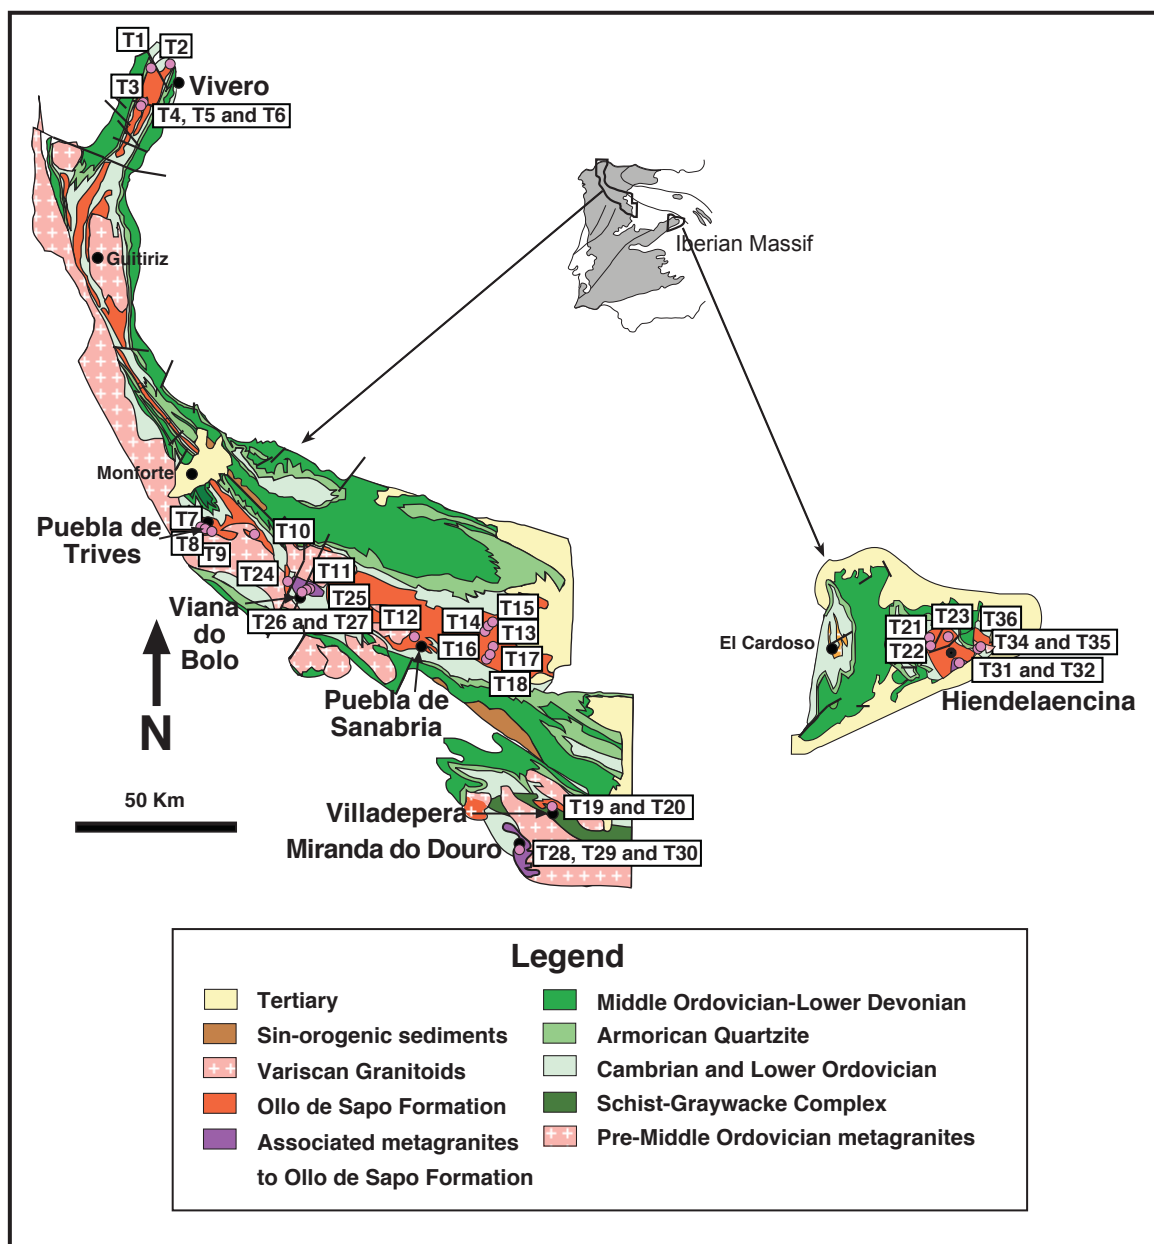 T1
T2
Vivero
T3
T4, T5 and T6
Iberian Massif
Guitiriz
Monforte
Puebla de
Trives
T7
T8
T9
T10
T24
T11
T25
Viana
do
Bolo
T26 and T27
T12
T14
T15
T13
T16
T17
T18
Puebla de
Sanabria
N
50 Km
Villadepera
T19 and T20
Miranda do Douro
T28, T29 and T30
El Cardoso
T21
T22
T23
T36
T34 and T35
T31 and T32
Hiendelaencina
Legend
Tertiary
Sin-orogenic sediments
Variscan Granitoids
Ollo de Sapo Formation
Associated metagranites
to Ollo de Sapo Formation
Middle Ordovician-Lower Devonian
Armorican Quartzite
Cambrian and Lower Ordovician
Schist-Graywacke Complex
Pre-Middle Ordovician metagranites